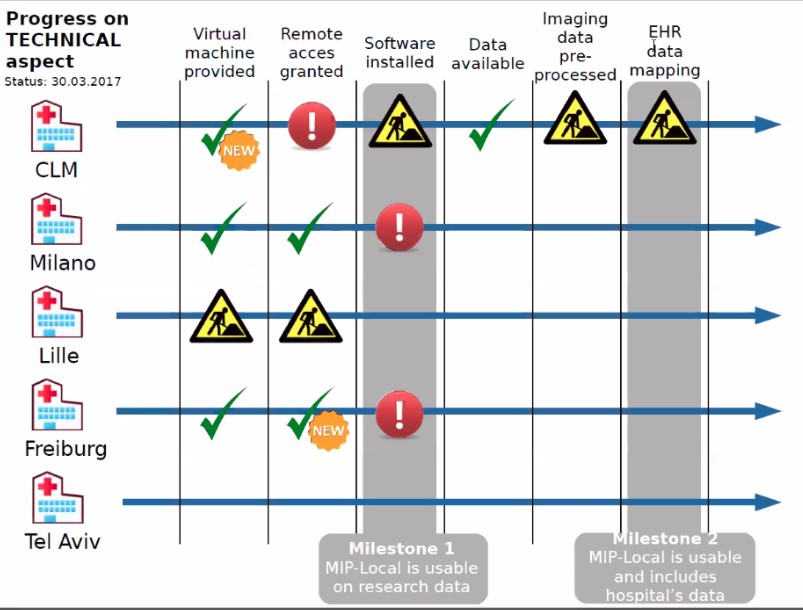 Progress on
TECHNICAL
aspect
Status: 30.03.2017
Virtual
machine
provided
Remote
acces
granted
Software
installed
Data
available
Imaging
data
pre-
processed
EHR
data
mapping
CLM
NEW
Milano
Lille
Freiburg
NEW
Tel Aviv
Milestone 1
MIP-Local is usable
on research data
Milestone 2
MIP-Local is usable
and includes
hospital's data